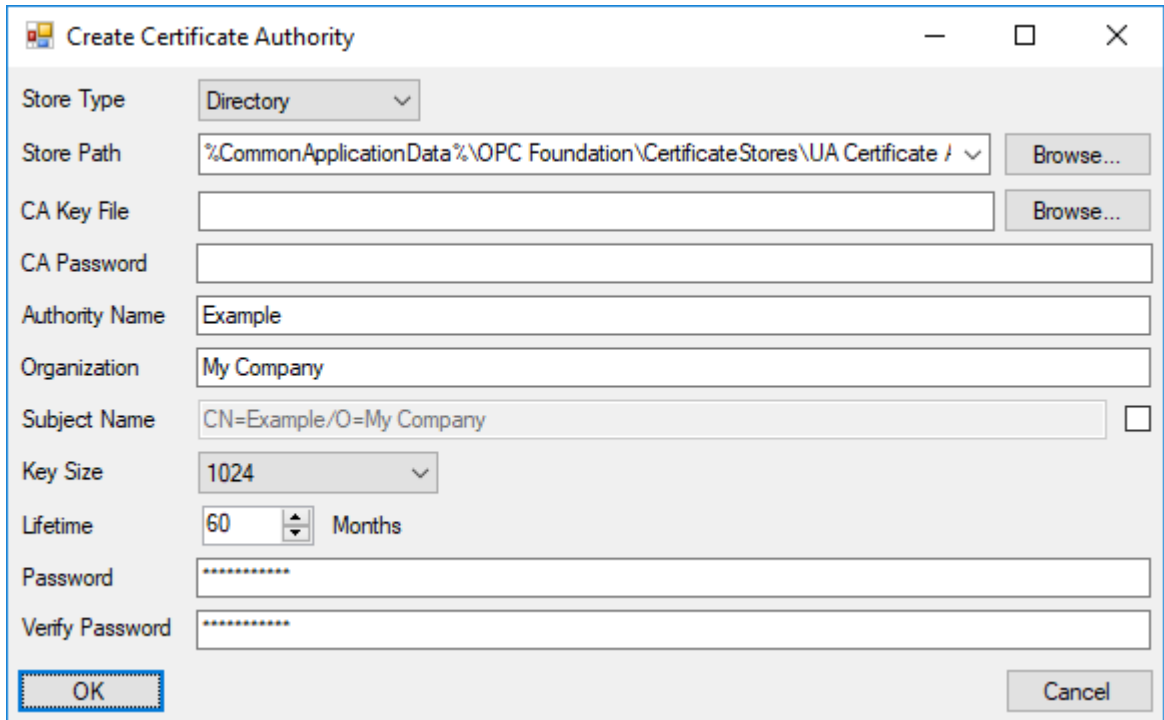 Create Certificate Authority
Store Type Directory
Store Path %CommonApplicationData%\OPC Foundation\CertificateStores\UA Certificate Browse...
CA Key File Browse...
CA Password
Authority Name Example
Organization My Company
Subject Name CN=Example/O=My Company
Key Size 1024
Lifetime 60 Months
Password ***********
Verify Password ***********
OK Cancel